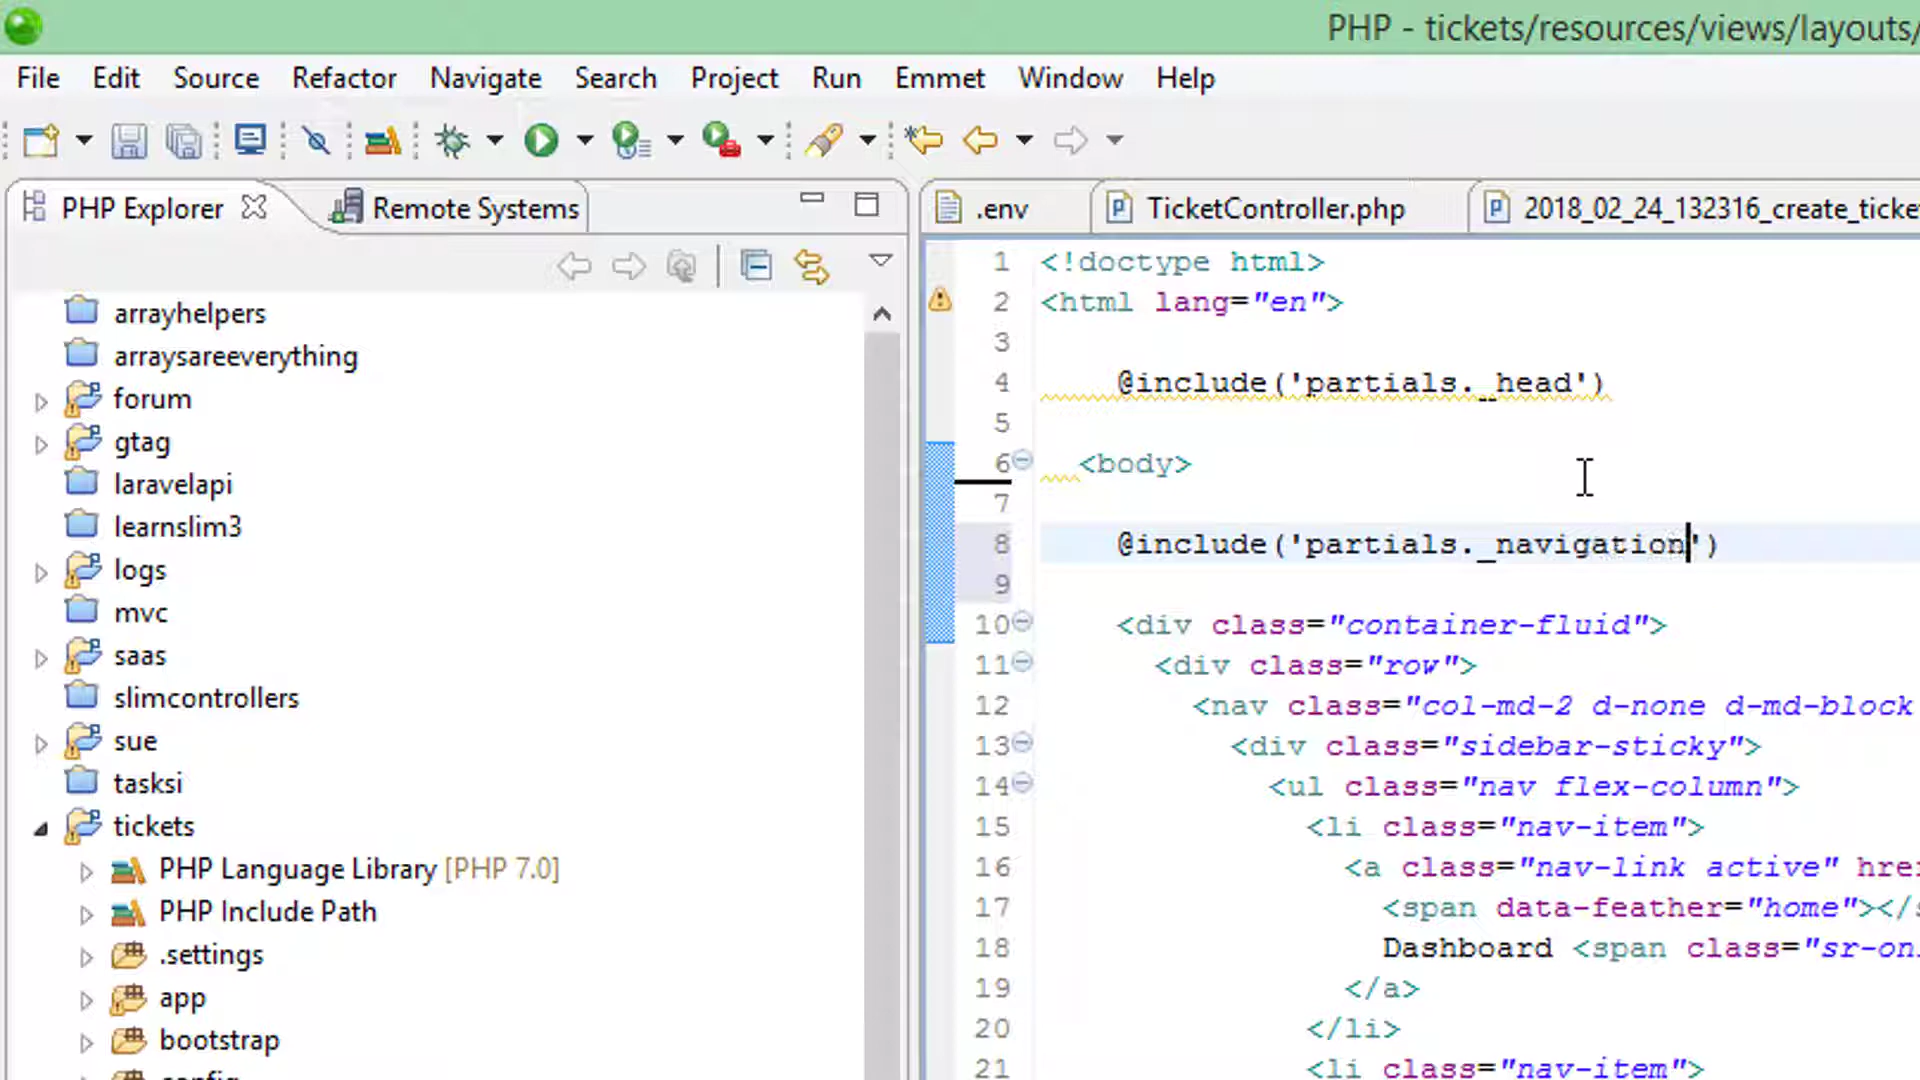 PHP - tickets/resources/views/layouts/
File Edit Source Refactor Navigate Search Project Run Emmet Window Help
PHP Explorer Remote Systems
.env TicketController.php 2018_02_24_132316_create_ticke
arrayhelpers
arraysareeverything
forum
gtag
laravelapi
learnslim3
logs
mvc
saas
slimcontrollers
sue
tasksi
tickets
PHP Language Library [PHP 7.0]
PHP Include Path
.settings
app
bootstrap
config
1 <!doctype html>
2 <html lang="en">
3
4 @include('partials._head')
5
6 <body>
7
8 @include('partials._navigation')
9
10 <div class="container-fluid">
11 <div class="row">
12 <nav class="col-md-2 d-none d-md-block
13 <div class="sidebar-sticky">
14 <ul class="nav flex-column">
15 <li class="nav-item">
16 <a class="nav-link active" hre
17 <span data-feather="home"></s
18 Dashboard <span class="sr-on
19 </a>
20 </li>
21 <li class="nav-item">